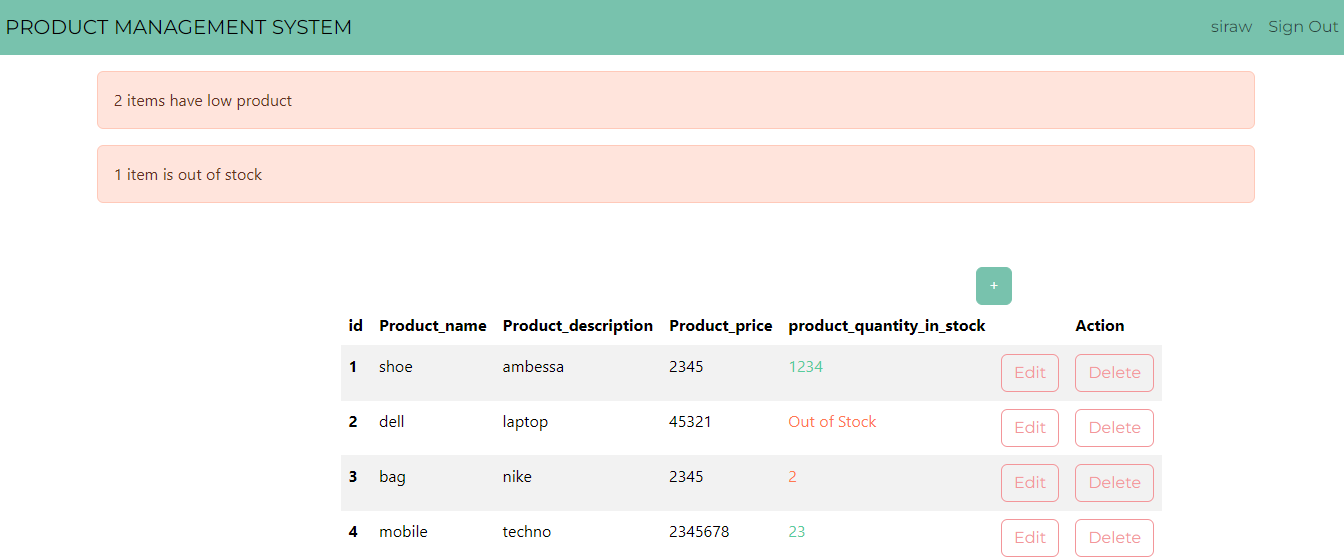 PRODUCT MANAGEMENT SYSTEM siraw Sign Out
2 items have low product
1 item is out of stock
+
id Product_name Product_description Product_price product_quantity_in_stock Action
1 shoe ambessa 2345 1234 Edit Delete
2 dell laptop 45321 Out of Stock Edit Delete
3 bag nike 2345 2 Edit Delete
4 mobile techno 2345678 23 Edit Delete